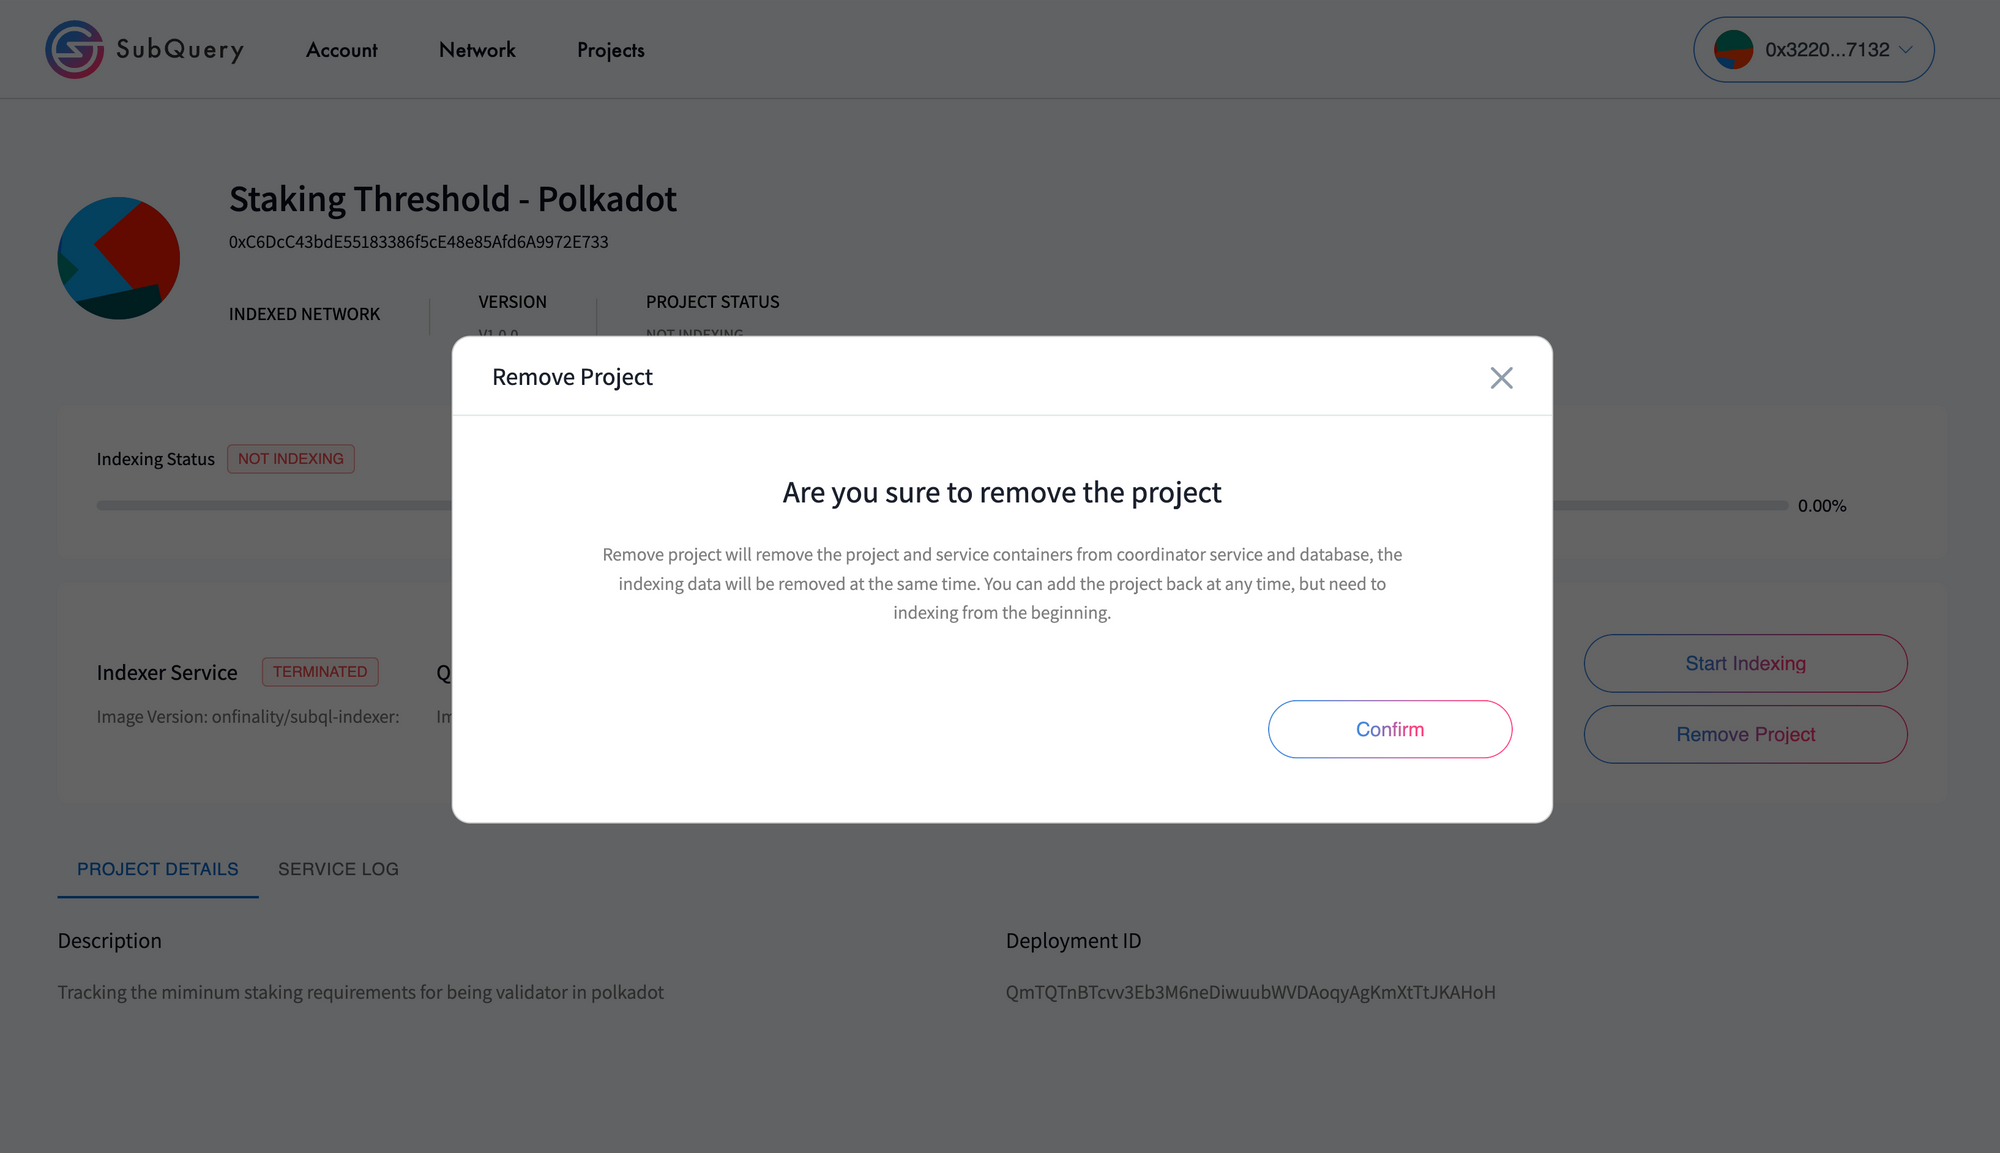 SubQuery
Account
Network
Projects
0x3220...7132
Staking Threshold - Polkadot
0xC6DcC43bdE55183386f5cE48e85Afd6A9972E733
INDEXED NETWORK
VERSION
PROJECT STATUS
V1.0.0
NOT INDEXING
Remove Project
Indexing Status
NOT INDEXING
0.00%
Are you sure to remove the project
Remove project will remove the project and service containers from coordinator service and database, the
indexing data will be removed at the same time. You can add the project back at any time, but need to
indexing from the beginning.
Indexer Service
TERMINATED
Image Version: onfinality/subql-indexer:
Confirm
Start Indexing
Remove Project
PROJECT DETAILS
SERVICE LOG
Description
Deployment ID
Tracking the miminum staking requirements for being validator in polkadot
QmTQTnBTcvv3Eb3M6neDiwuubWVDAoqyAgKmXtTtJKAHoH